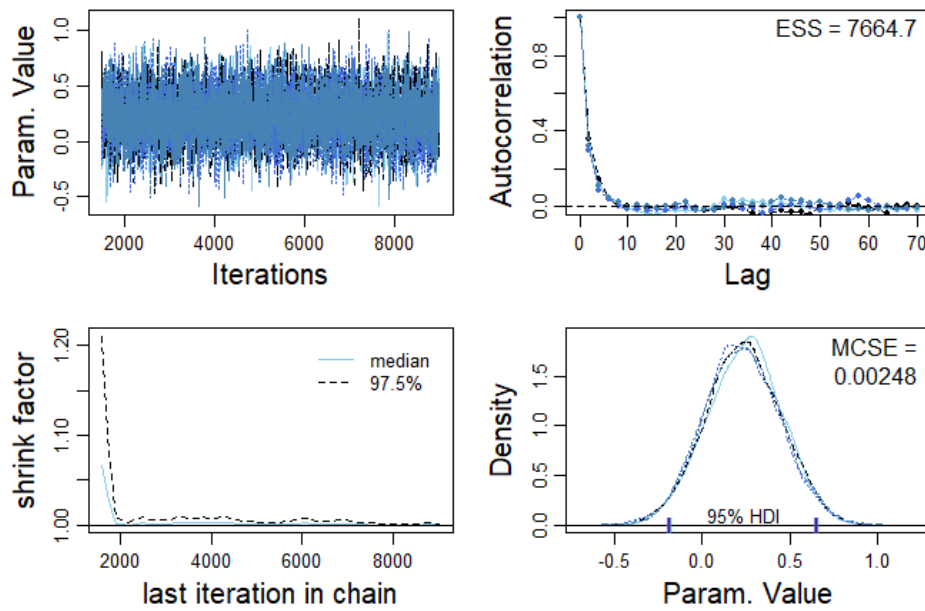 Param. Value
-0.5 0.0 0.5 1.0
2000 4000 6000 8000
Iterations
Autocorrelation
0.0 0.4 0.8
ESS = 7664.7
0 10 20 30 40 50 60 70
Lag
shrink factor
1.00 1.10 1.20
median
97.5%
2000 4000 6000 8000
last iteration in chain
Density
0.0 0.5 1.0 1.5
MCSE =
0.00248
95% HDI
-0.5 0.0 0.5 1.0
Param. Value